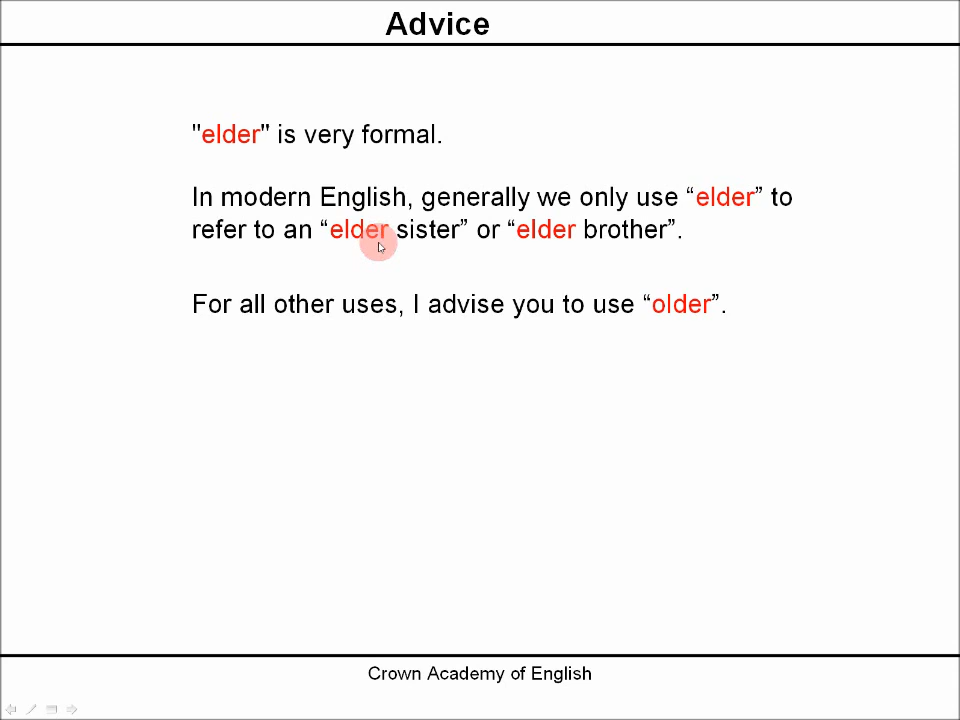 Advice
"elder" is very formal.
In modern English, generally we only use “elder” to
refer to an “elder sister” or “elder brother”.
For all other uses, I advise you to use “older”.
Crown Academy of English